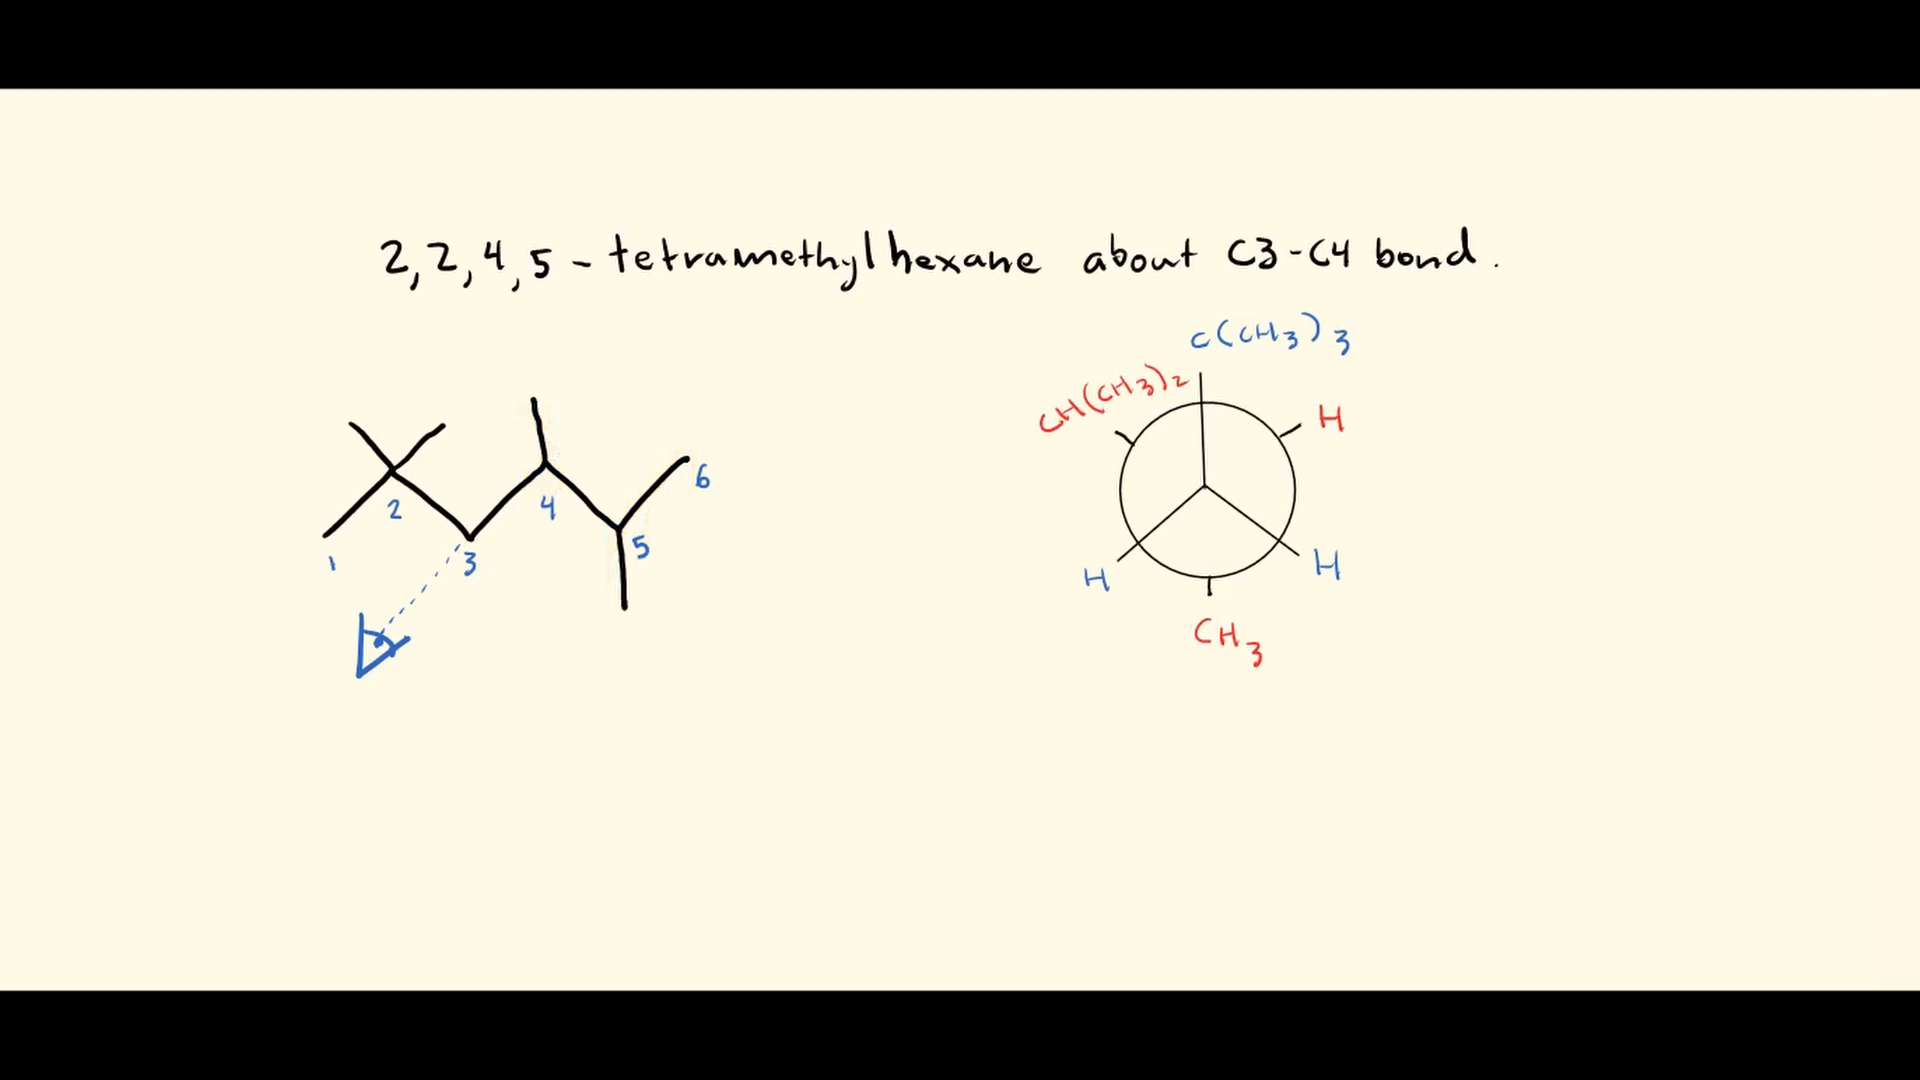 2,2,4,5-tetramethylhexane about C3-C4 bond.
C(CH3)3
CH(CH3)2
H
6
2
4
5
1
3
H
H
CH3